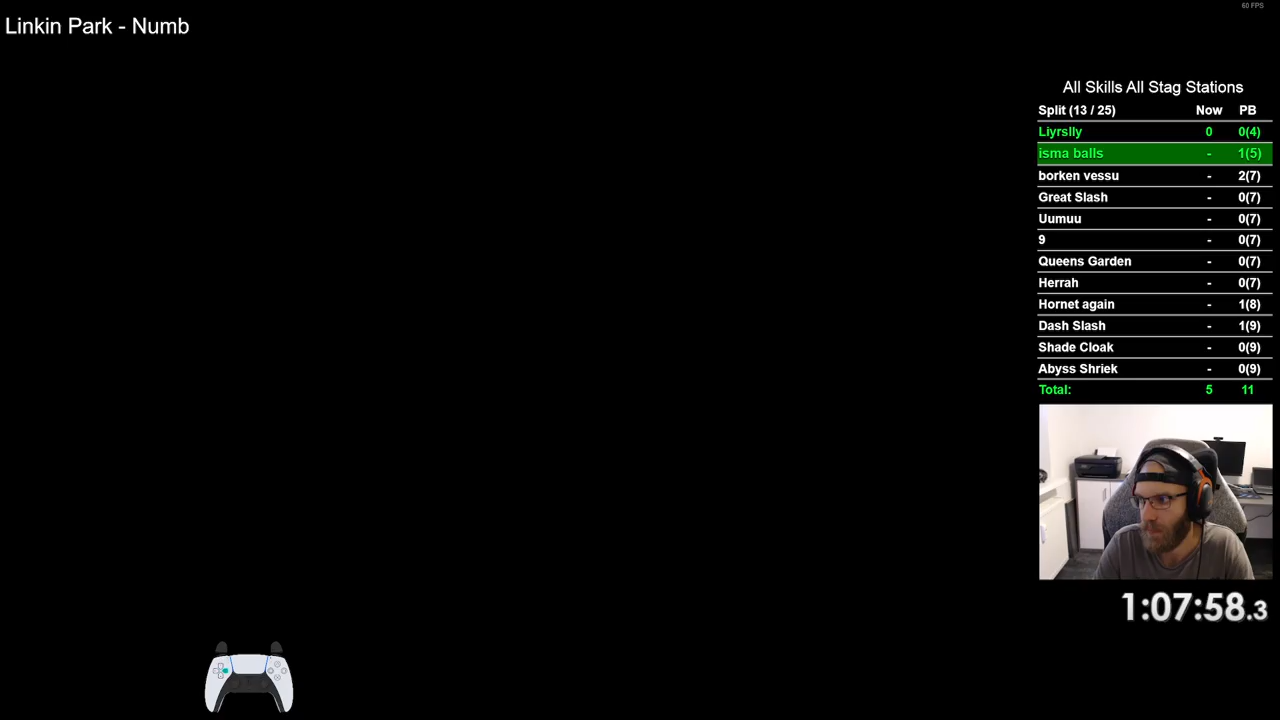 Linkin Park - Numb
60 FPS
All Skills All Stag Stations
Split (13 / 25) Now PB
Liyrslly 0 0(4)
isma balls - 1(5)
borken vessu - 2(7)
Great Slash - 0(7)
Uumuu - 0(7)
9 - 0(7)
Queens Garden - 0(7)
Herrah - 0(7)
Hornet again - 1(8)
Dash Slash - 1(9)
Shade Cloak - 0(9)
Abyss Shriek - 0(9)
Total: 5 11
1:07:58.3